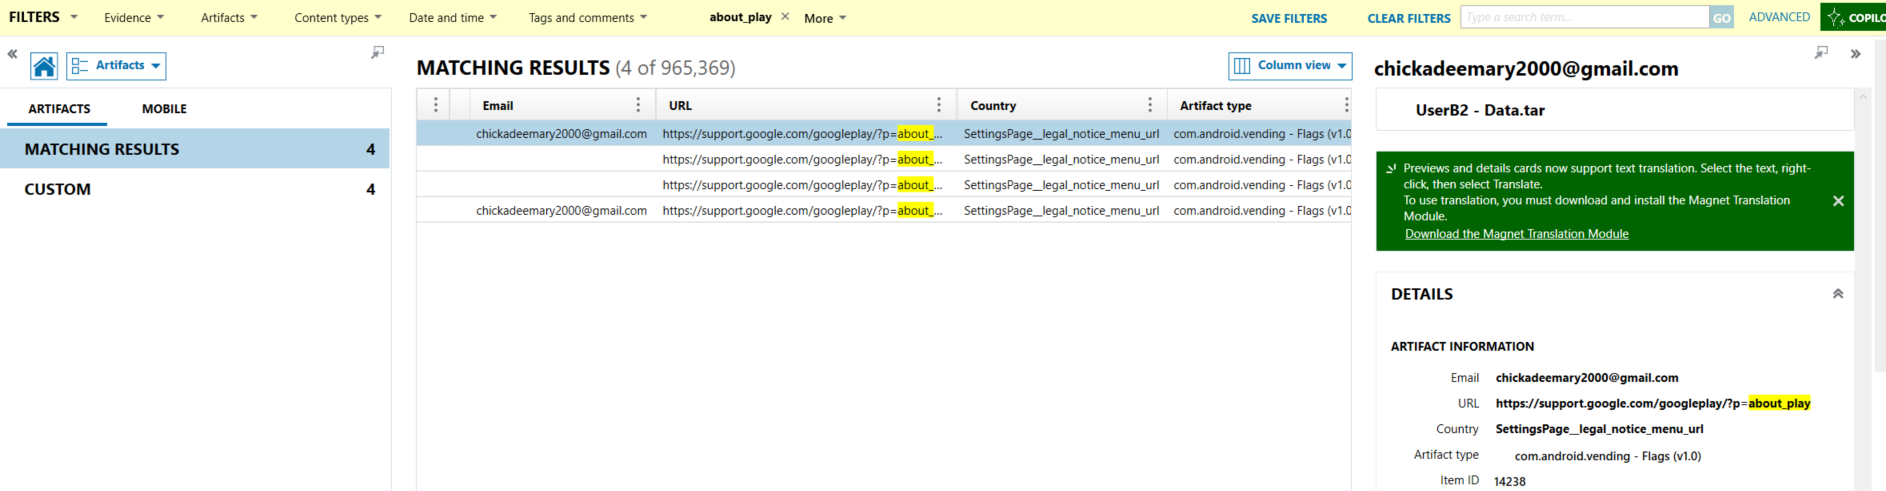 FILTERS Evidence Artifacts Content types Date and time Tags and comments about_play × More SAVE FILTERS CLEAR FILTERS Type a search term... GO ADVANCED COPILO
Artifacts
ARTIFACTS MOBILE
MATCHING RESULTS 4
CUSTOM 4
MATCHING RESULTS (4 of 965,369) Column view
Email URL Country Artifact type
chickadeemary2000@gmail.com https://support.google.com/googleplay/?p=about_... SettingsPage__legal_notice_menu_url com.android.vending - Flags (v1.0
https://support.google.com/googleplay/?p=about_... SettingsPage__legal_notice_menu_url com.android.vending - Flags (v1.0
https://support.google.com/googleplay/?p=about_... SettingsPage__legal_notice_menu_url com.android.vending - Flags (v1.0
chickadeemary2000@gmail.com https://support.google.com/googleplay/?p=about_... SettingsPage__legal_notice_menu_url com.android.vending - Flags (v1.0
chickadeemary2000@gmail.com
UserB2 - Data.tar
Previews and details cards now support text translation. Select the text, right-
click, then select Translate.
To use translation, you must download and install the Magnet Translation
Module.
Download the Magnet Translation Module
DETAILS
ARTIFACT INFORMATION
Email chickadeemary2000@gmail.com
URL https://support.google.com/googleplay/?p=about_play
Country SettingsPage__legal_notice_menu_url
Artifact type com.android.vending - Flags (v1.0)
Item ID 14238